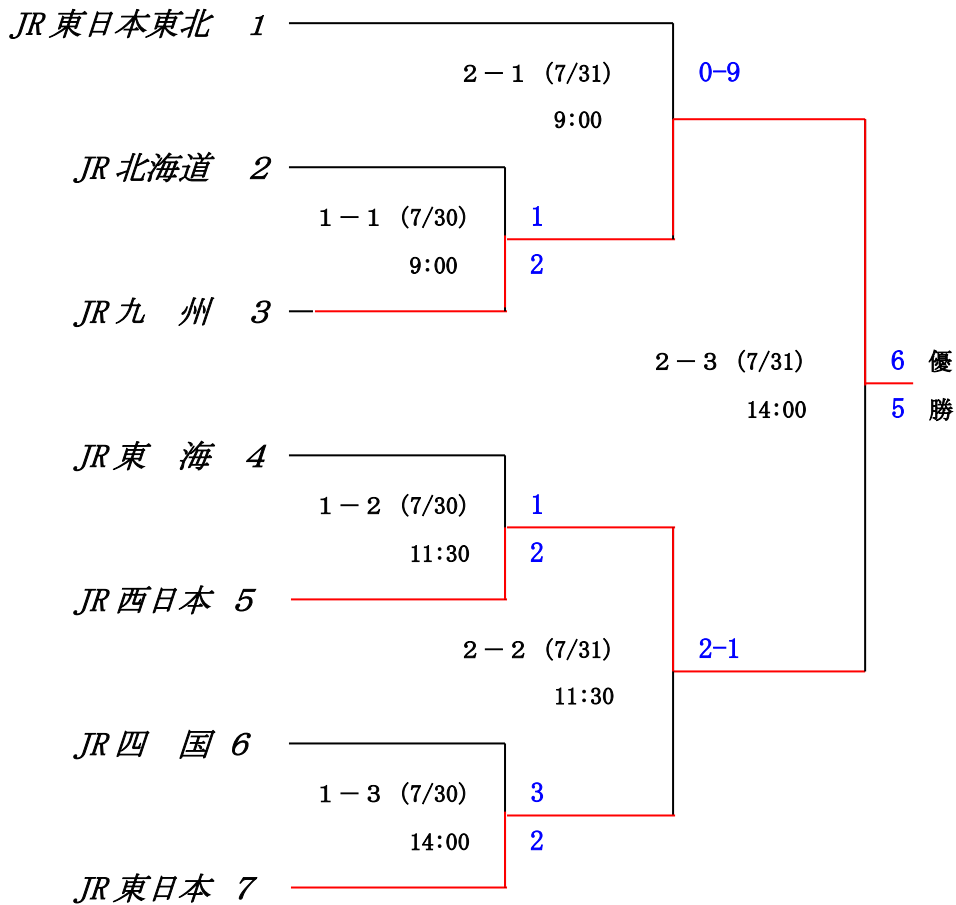 JR東日本東北　1
２－１ (7/31)　0-9
9:00
JR北海道　2
１－１ (7/30)　1
9:00　2
JR九　州　3
２－３ (7/31)　6　優
14:00　5　勝
JR東　海　4
１－２ (7/30)　1
11:30　2
JR西日本　5
２－２ (7/31)　2-1
11:30
JR四　国　6
１－３ (7/30)　3
14:00　2
JR東日本　7